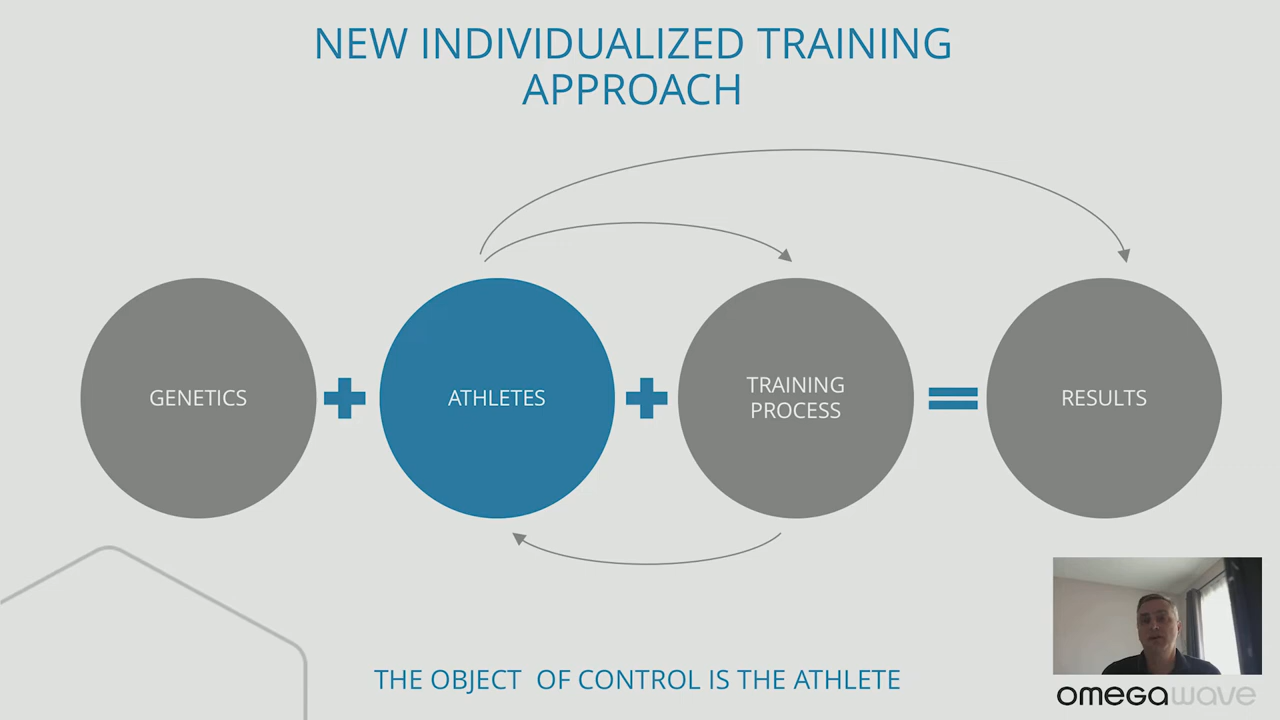 NEW INDIVIDUALIZED TRAINING
APPROACH
GENETICS
ATHLETES
TRAINING
PROCESS
RESULTS
THE OBJECT OF CONTROL IS THE ATHLETE
omegawave